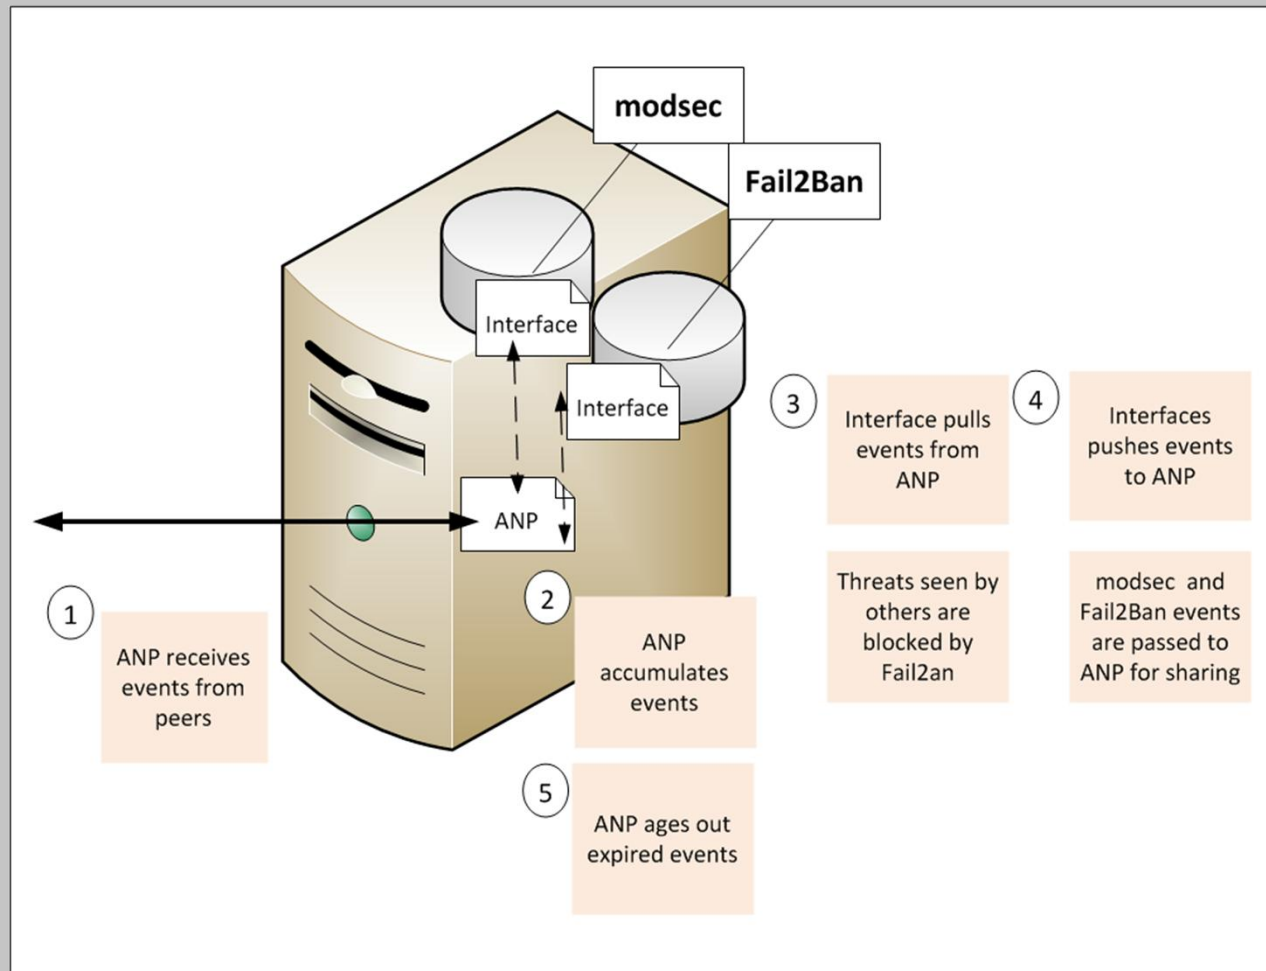 modsec
Fail2Ban
Interface
Interface
ANP
1
ANP receives
events from
peers
2
ANP
accumulates
events
3
Interface pulls
events from
ANP
Threats seen by
others are
blocked by
Fail2an
4
Interfaces
pushes events
to ANP
modsec and
Fail2Ban events
are passed to
ANP for sharing
5
ANP ages out
expired events